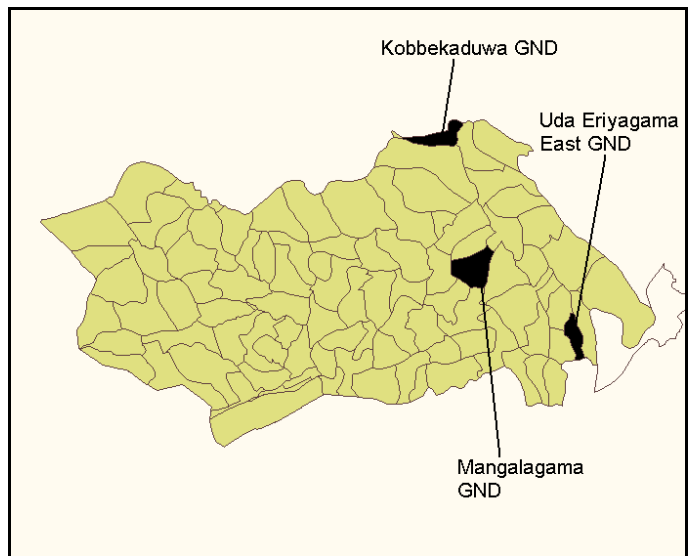 Kobbekaduwa GND
Uda Eriyagama
East GND
Mangalagama
GND